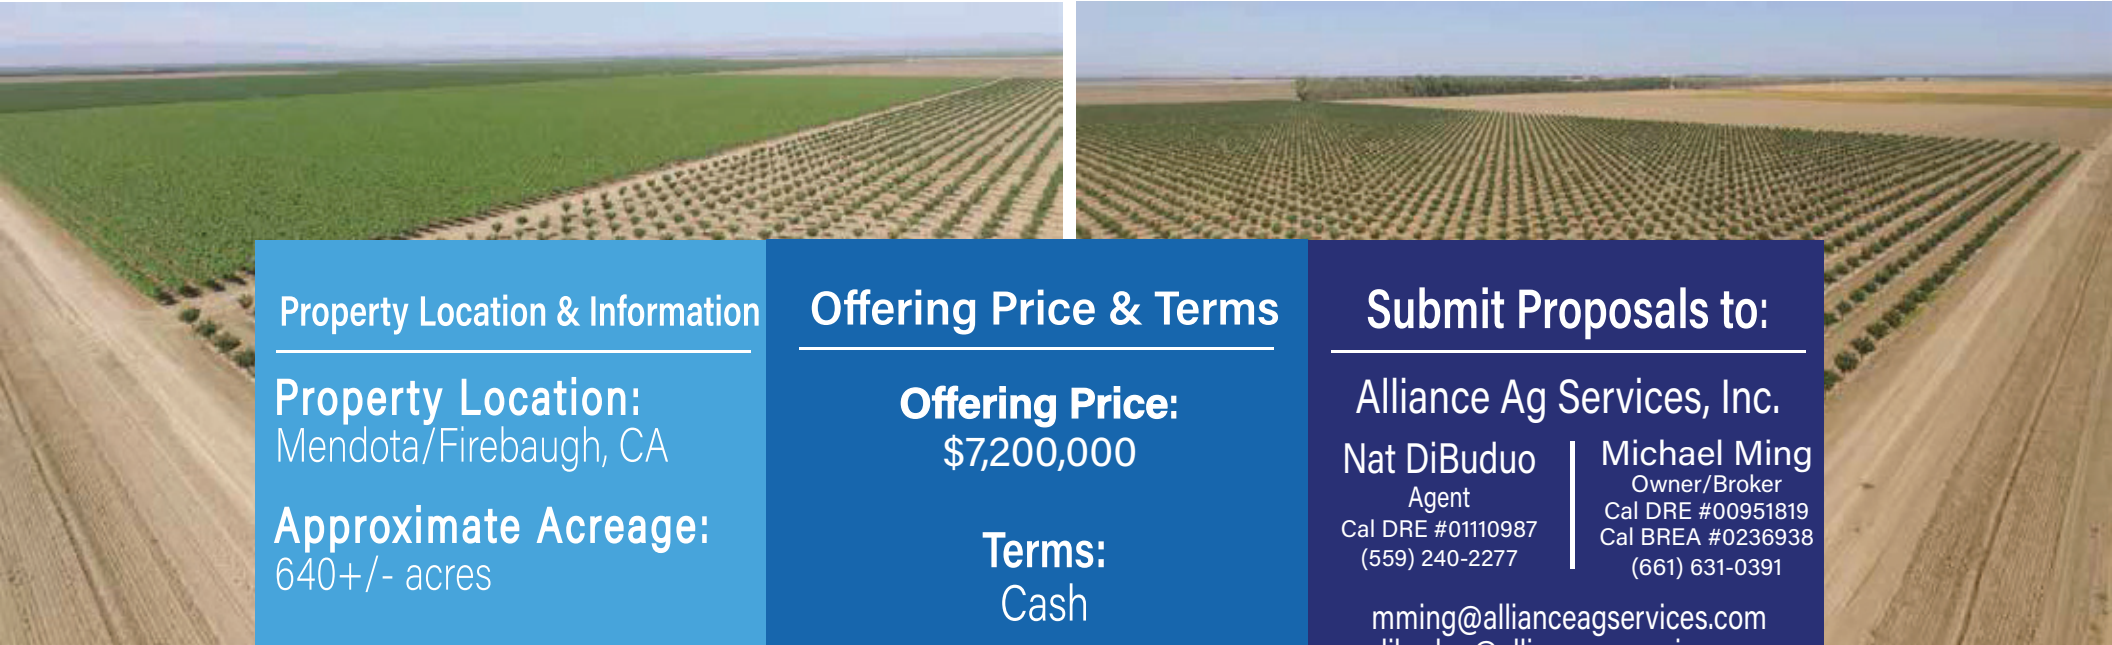 Property Location & Information
Property Location:
Mendota/Firebaugh, CA
Approximate Acreage:
640+/- acres
Offering Price & Terms
Offering Price:
$7,200,000
Terms:
Cash
Submit Proposals to:
Alliance Ag Services, Inc.
Nat DiBuduo
Agent
Cal DRE #01110987
(559) 240-2277
Michael Ming
Owner/Broker
Cal DRE #00951819
Cal BREA #0236938
(661) 631-0391
mming@allianceagservices.com